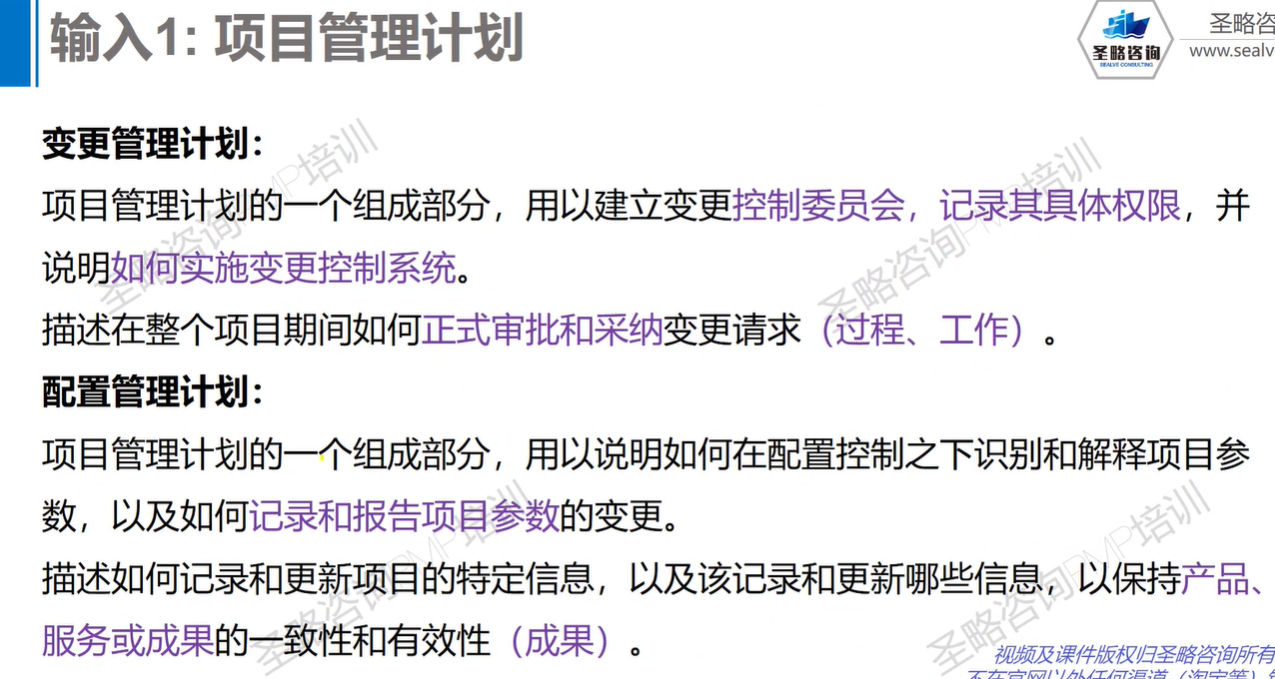 输入1: 项目管理计划
圣略咨询
SEALVE CONSULTING
圣略咨
www.sealv
变更管理计划：
项目管理计划的一个组成部分，用以建立变更控制委员会，记录其具体权限，并
说明如何实施变更控制系统。
描述在整个项目期间如何正式审批和采纳变更请求（过程、工作）。
配置管理计划：
项目管理计划的一个组成部分，用以说明如何在配置控制之下识别和解释项目参
数，以及如何记录和报告项目参数的变更。
描述如何记录和更新项目的特定信息，以及该记录和更新哪些信息，以保持产品、
服务或成果的一致性和有效性（成果）。
圣略咨询PMP培训
圣略咨询PMP培训
圣略咨询PMP培训
圣略咨询PMP培训
视频及课件版权归圣略咨询所有
不在官网以外任何渠道（淘宝等）